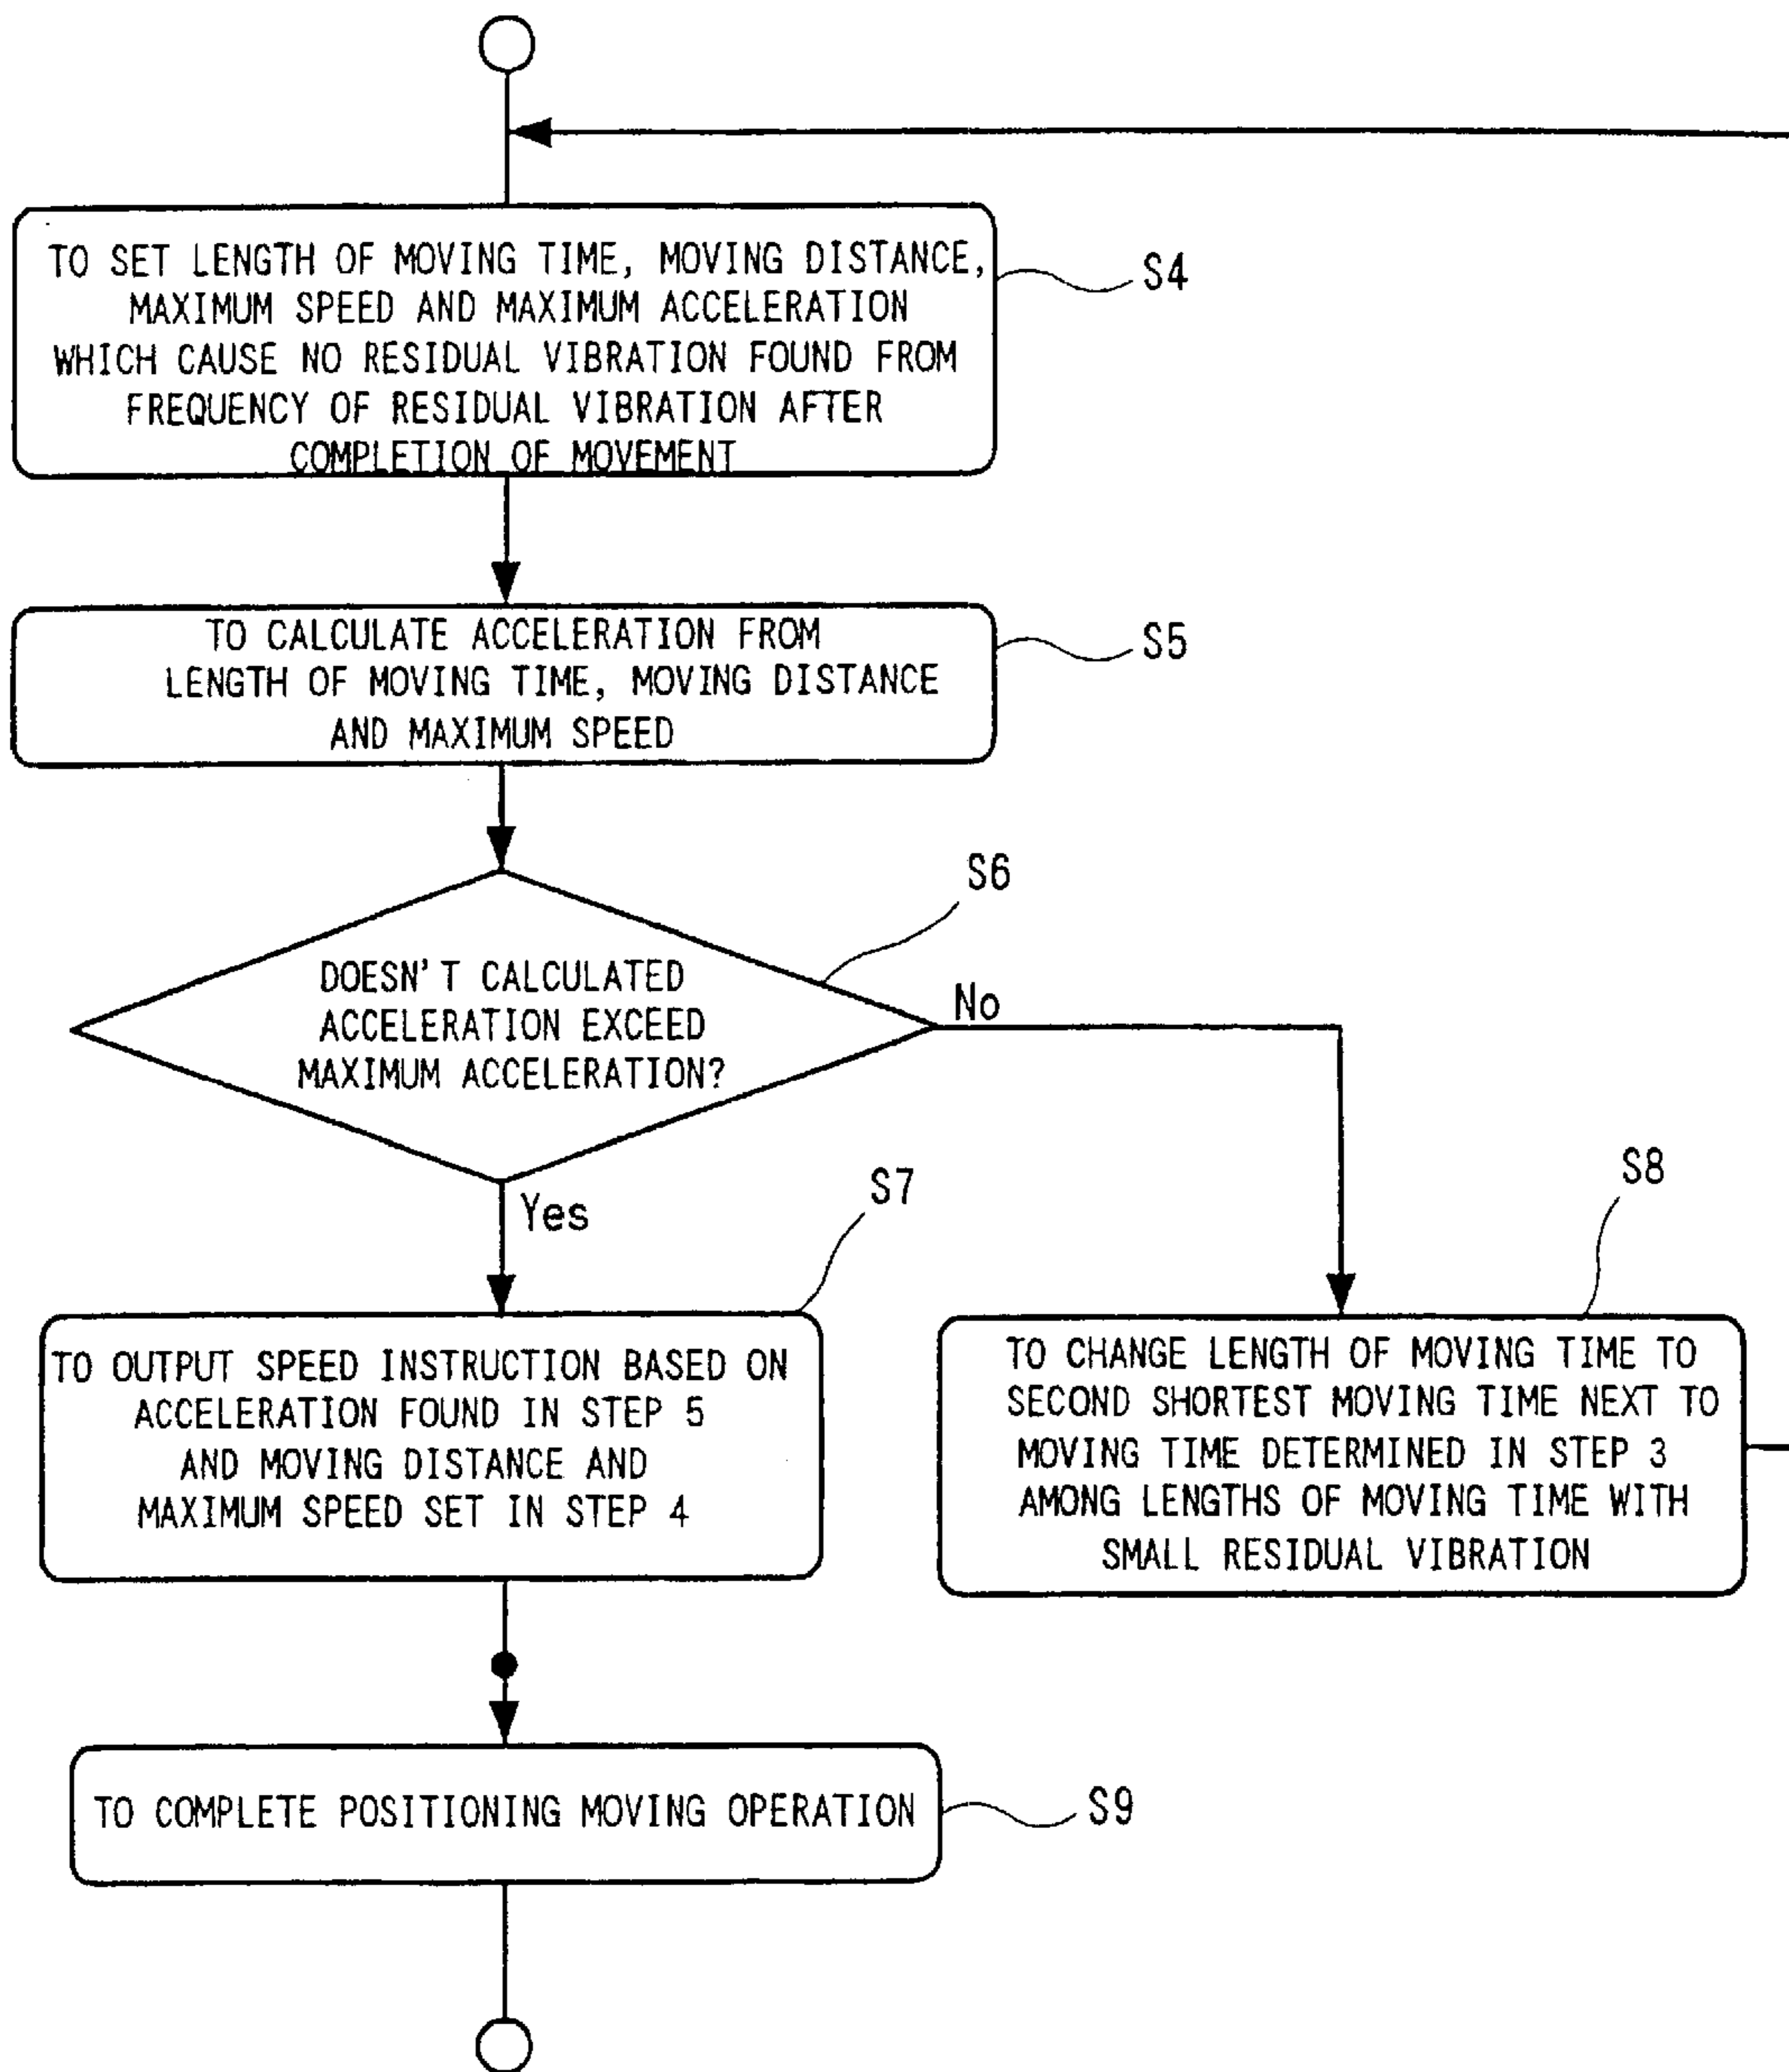 TO SET LENGTH OF MOVING TIME, MOVING DISTANCE,
MAXIMUM SPEED AND MAXIMUM ACCELERATION
WHICH CAUSE NO RESIDUAL VIBRATION FOUND FROM
FREQUENCY OF RESIDUAL VIBRATION AFTER
COMPLETION OF MOVEMENT
S4
TO CALCULATE ACCELERATION FROM
LENGTH OF MOVING TIME, MOVING DISTANCE
AND MAXIMUM SPEED
S5
DOESN'T CALCULATED
ACCELERATION EXCEED
MAXIMUM ACCELERATION?
S6
No
Yes
TO OUTPUT SPEED INSTRUCTION BASED ON
ACCELERATION FOUND IN STEP 5
AND MOVING DISTANCE AND
MAXIMUM SPEED SET IN STEP 4
S7
TO CHANGE LENGTH OF MOVING TIME TO
SECOND SHORTEST MOVING TIME NEXT TO
MOVING TIME DETERMINED IN STEP 3
AMONG LENGTHS OF MOVING TIME WITH
SMALL RESIDUAL VIBRATION
S8
TO COMPLETE POSITIONING MOVING OPERATION
S9